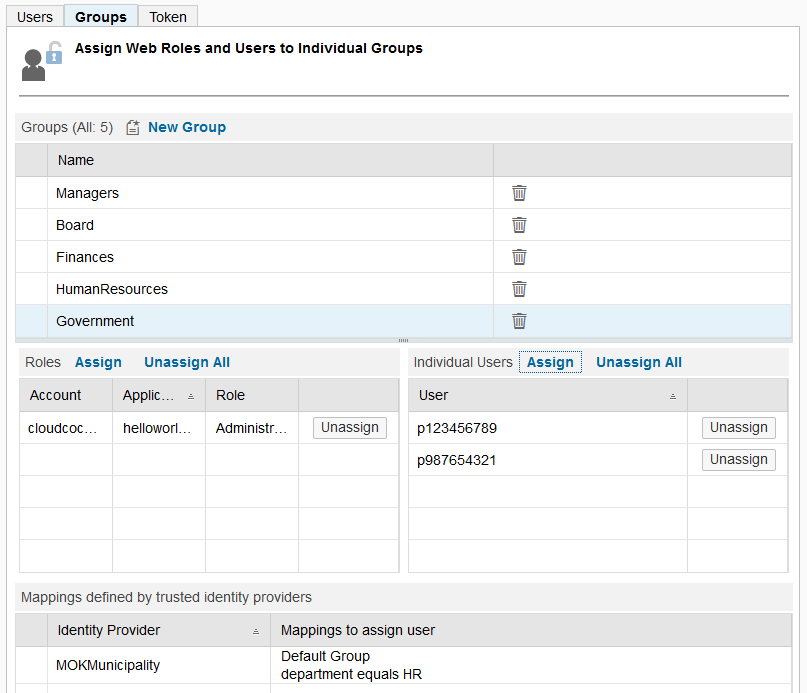 Users Groups Token
Assign Web Roles and Users to Individual Groups
Groups (All: 5) New Group
Name
Managers
Board
Finances
HumanResources
Government
Roles Assign Unassign All
Account Applic... Role
cloudcoc... helloworl... Administr... Unassign
Individual Users Assign Unassign All
User
p123456789 Unassign
p987654321 Unassign
Mappings defined by trusted identity providers
Identity Provider Mappings to assign user
MOKMunicipality Default Group
department equals HR